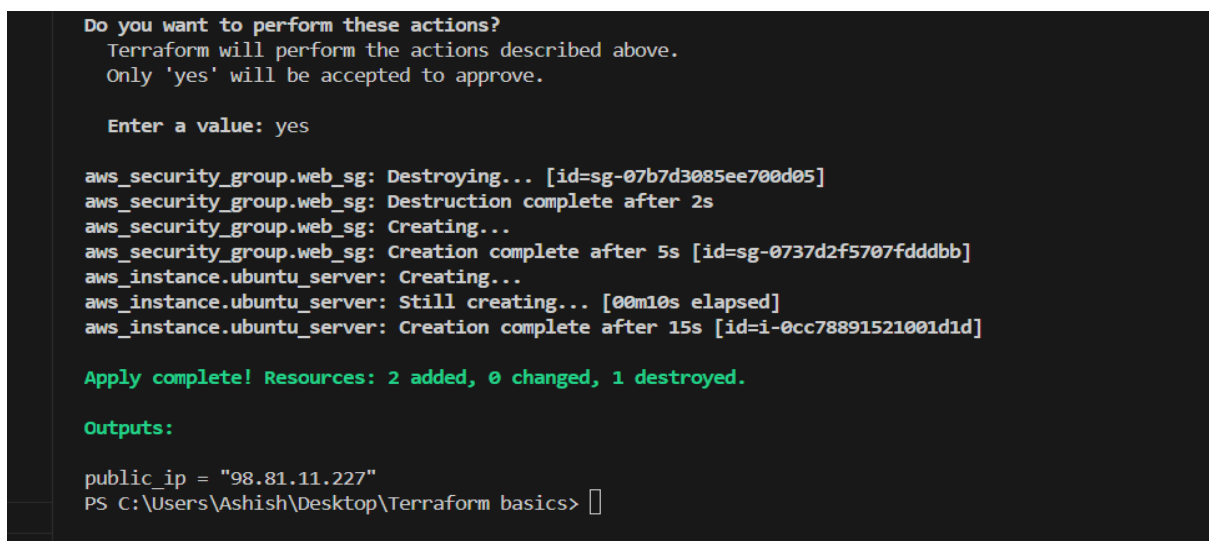 Do you want to perform these actions?
Terraform will perform the actions described above.
Only 'yes' will be accepted to approve.
Enter a value: yes
aws_security_group.web_sg: Destroying... [id=sg-07b7d3085ee700d05]
aws_security_group.web_sg: Destruction complete after 2s
aws_security_group.web_sg: Creating...
aws_security_group.web_sg: Creation complete after 5s [id=sg-0737d2f5707fdddbb]
aws_instance.ubuntu_server: Creating...
aws_instance.ubuntu_server: Still creating... [00m10s elapsed]
aws_instance.ubuntu_server: Creation complete after 15s [id=i-0cc78891521001d1d]
Apply complete! Resources: 2 added, 0 changed, 1 destroyed.
Outputs:
public_ip = "98.81.11.227"
PS C:\Users\Ashish\Desktop\Terraform basics>